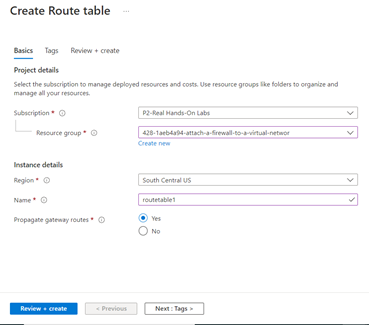 Create Route table ...
Basics Tags Review + create
Project details
Select the subscription to manage deployed resources and costs. Use resource groups like folders to organize and
manage all your resources.
Subscription * P2-Real Hands-On Labs
Resource group * 428-1aeb4a94-attach-a-firewall-to-a-virtual-networ
Create new
Instance details
Region * South Central US
Name * routetable1
Propagate gateway routes * Yes
No
Review + create < Previous Next : Tags >